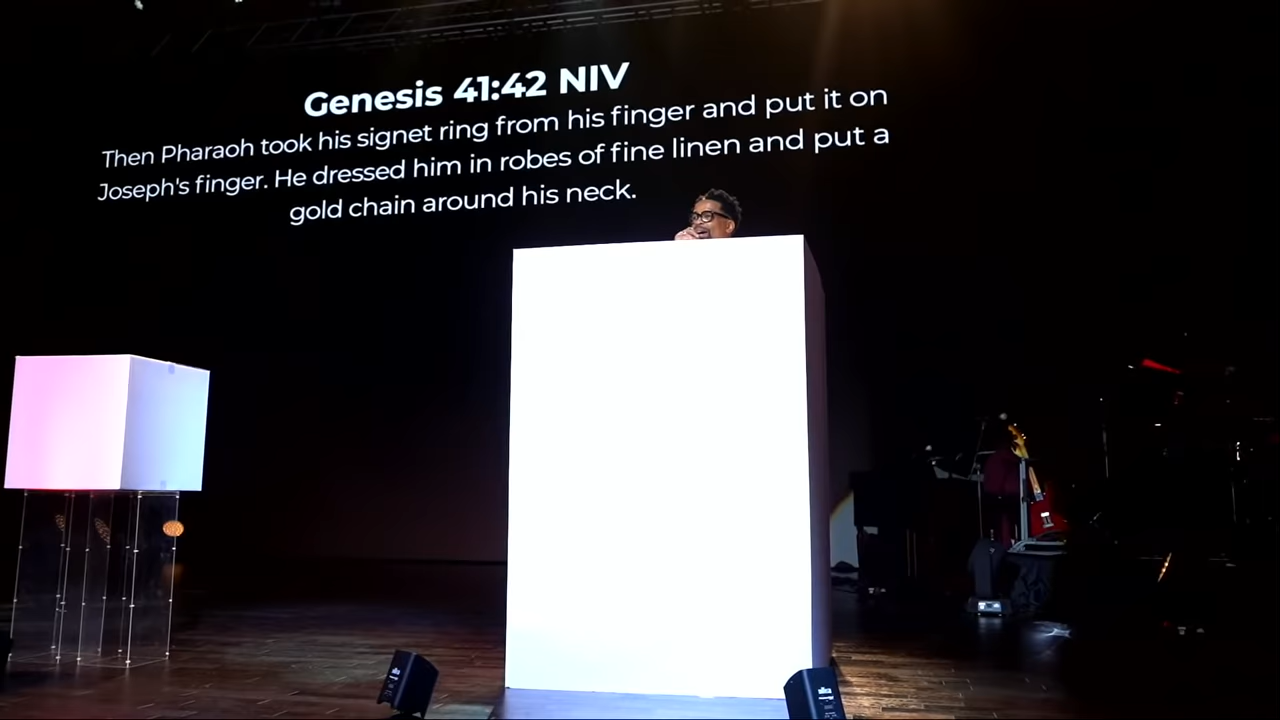 Genesis 41:42 NIV
Then Pharaoh took his signet ring from his finger and put it on
Joseph's finger. He dressed him in robes of fine linen and put a
gold chain around his neck.